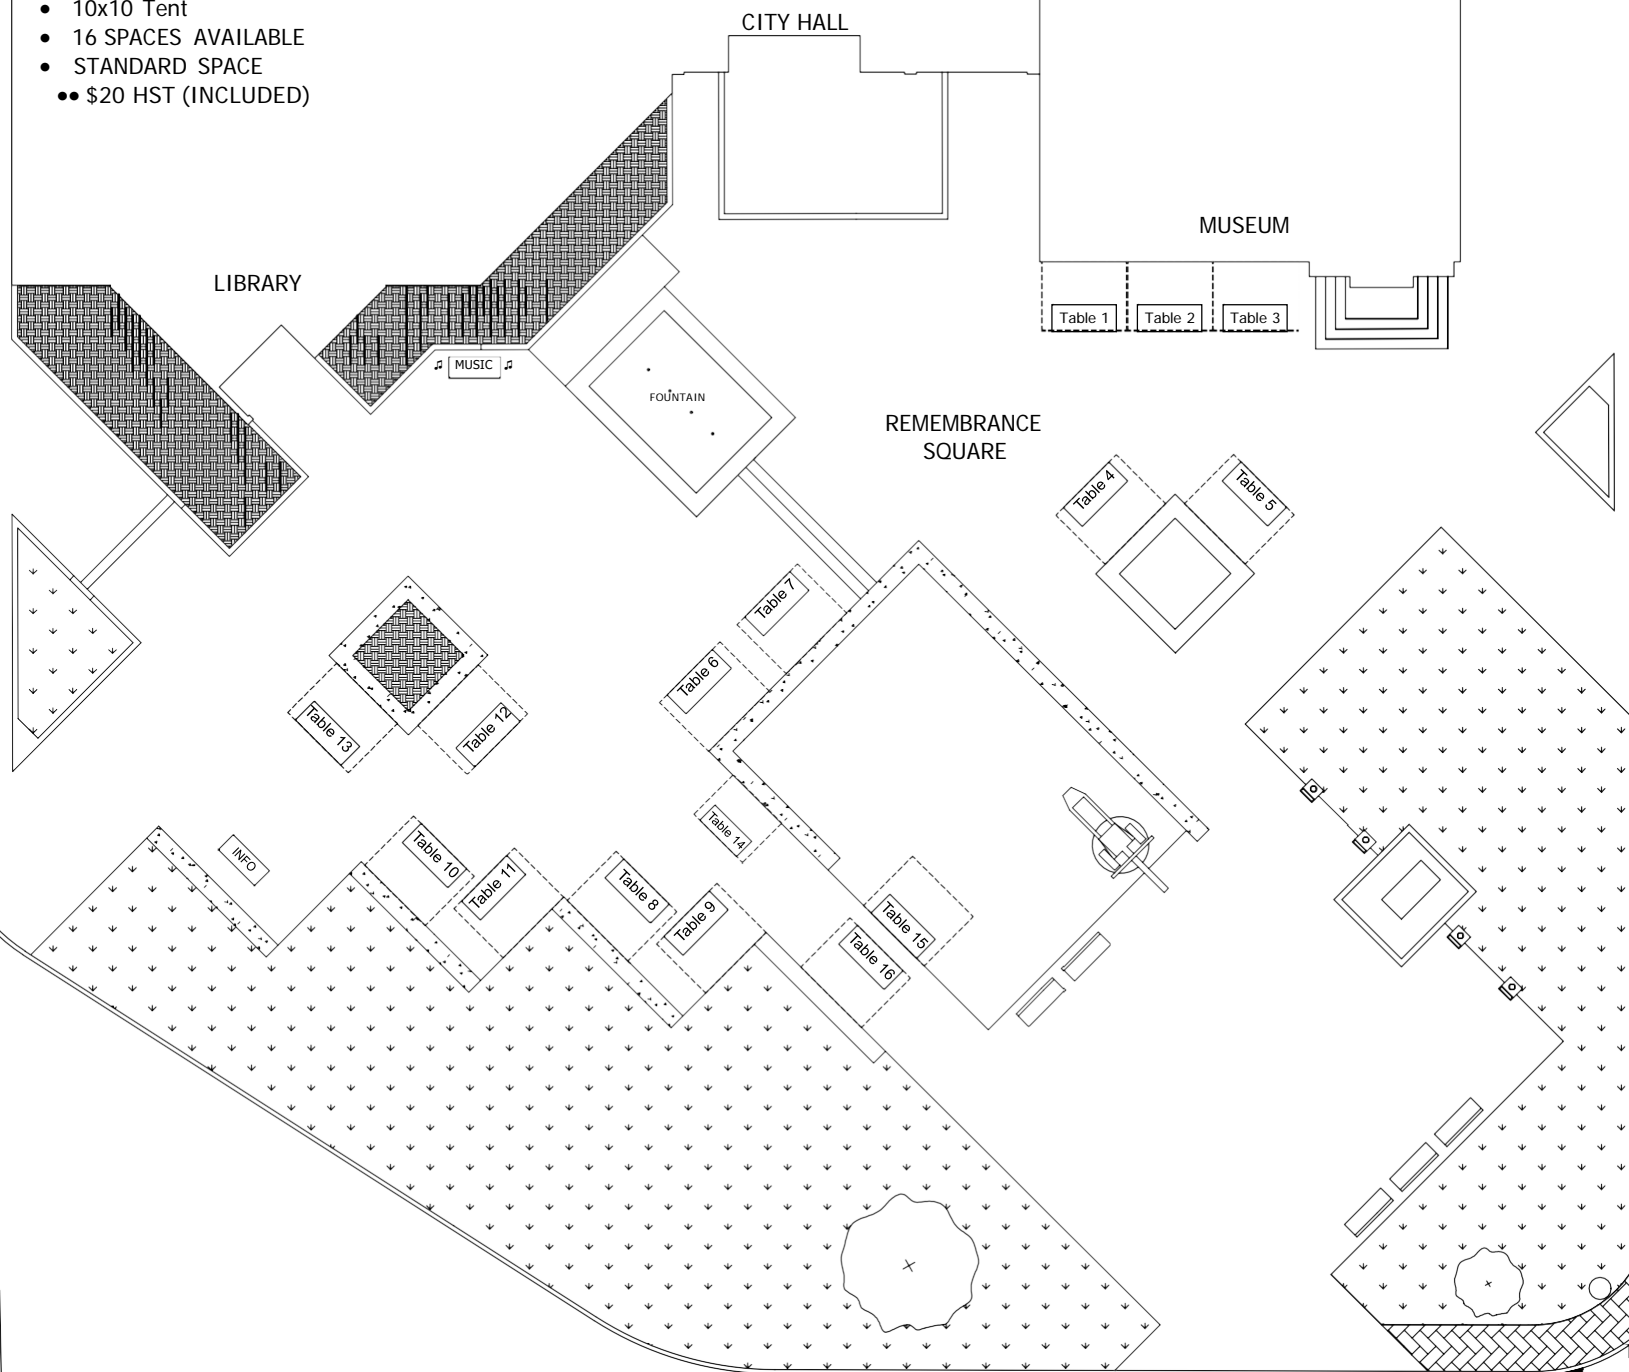 • 10x10 Tent
• 16 SPACES AVAILABLE
• STANDARD SPACE
•• $20 HST (INCLUDED)
CITY HALL
MUSEUM
LIBRARY
Table 1
Table 2
Table 3
♫ MUSIC ♫
FOUNTAIN
REMEMBRANCE
SQUARE
Table 4
Table 5
Table 7
Table 6
Table 13
Table 12
Table 14
INFO
Table 10
Table 11
Table 8
Table 9
Table 15
Table 16